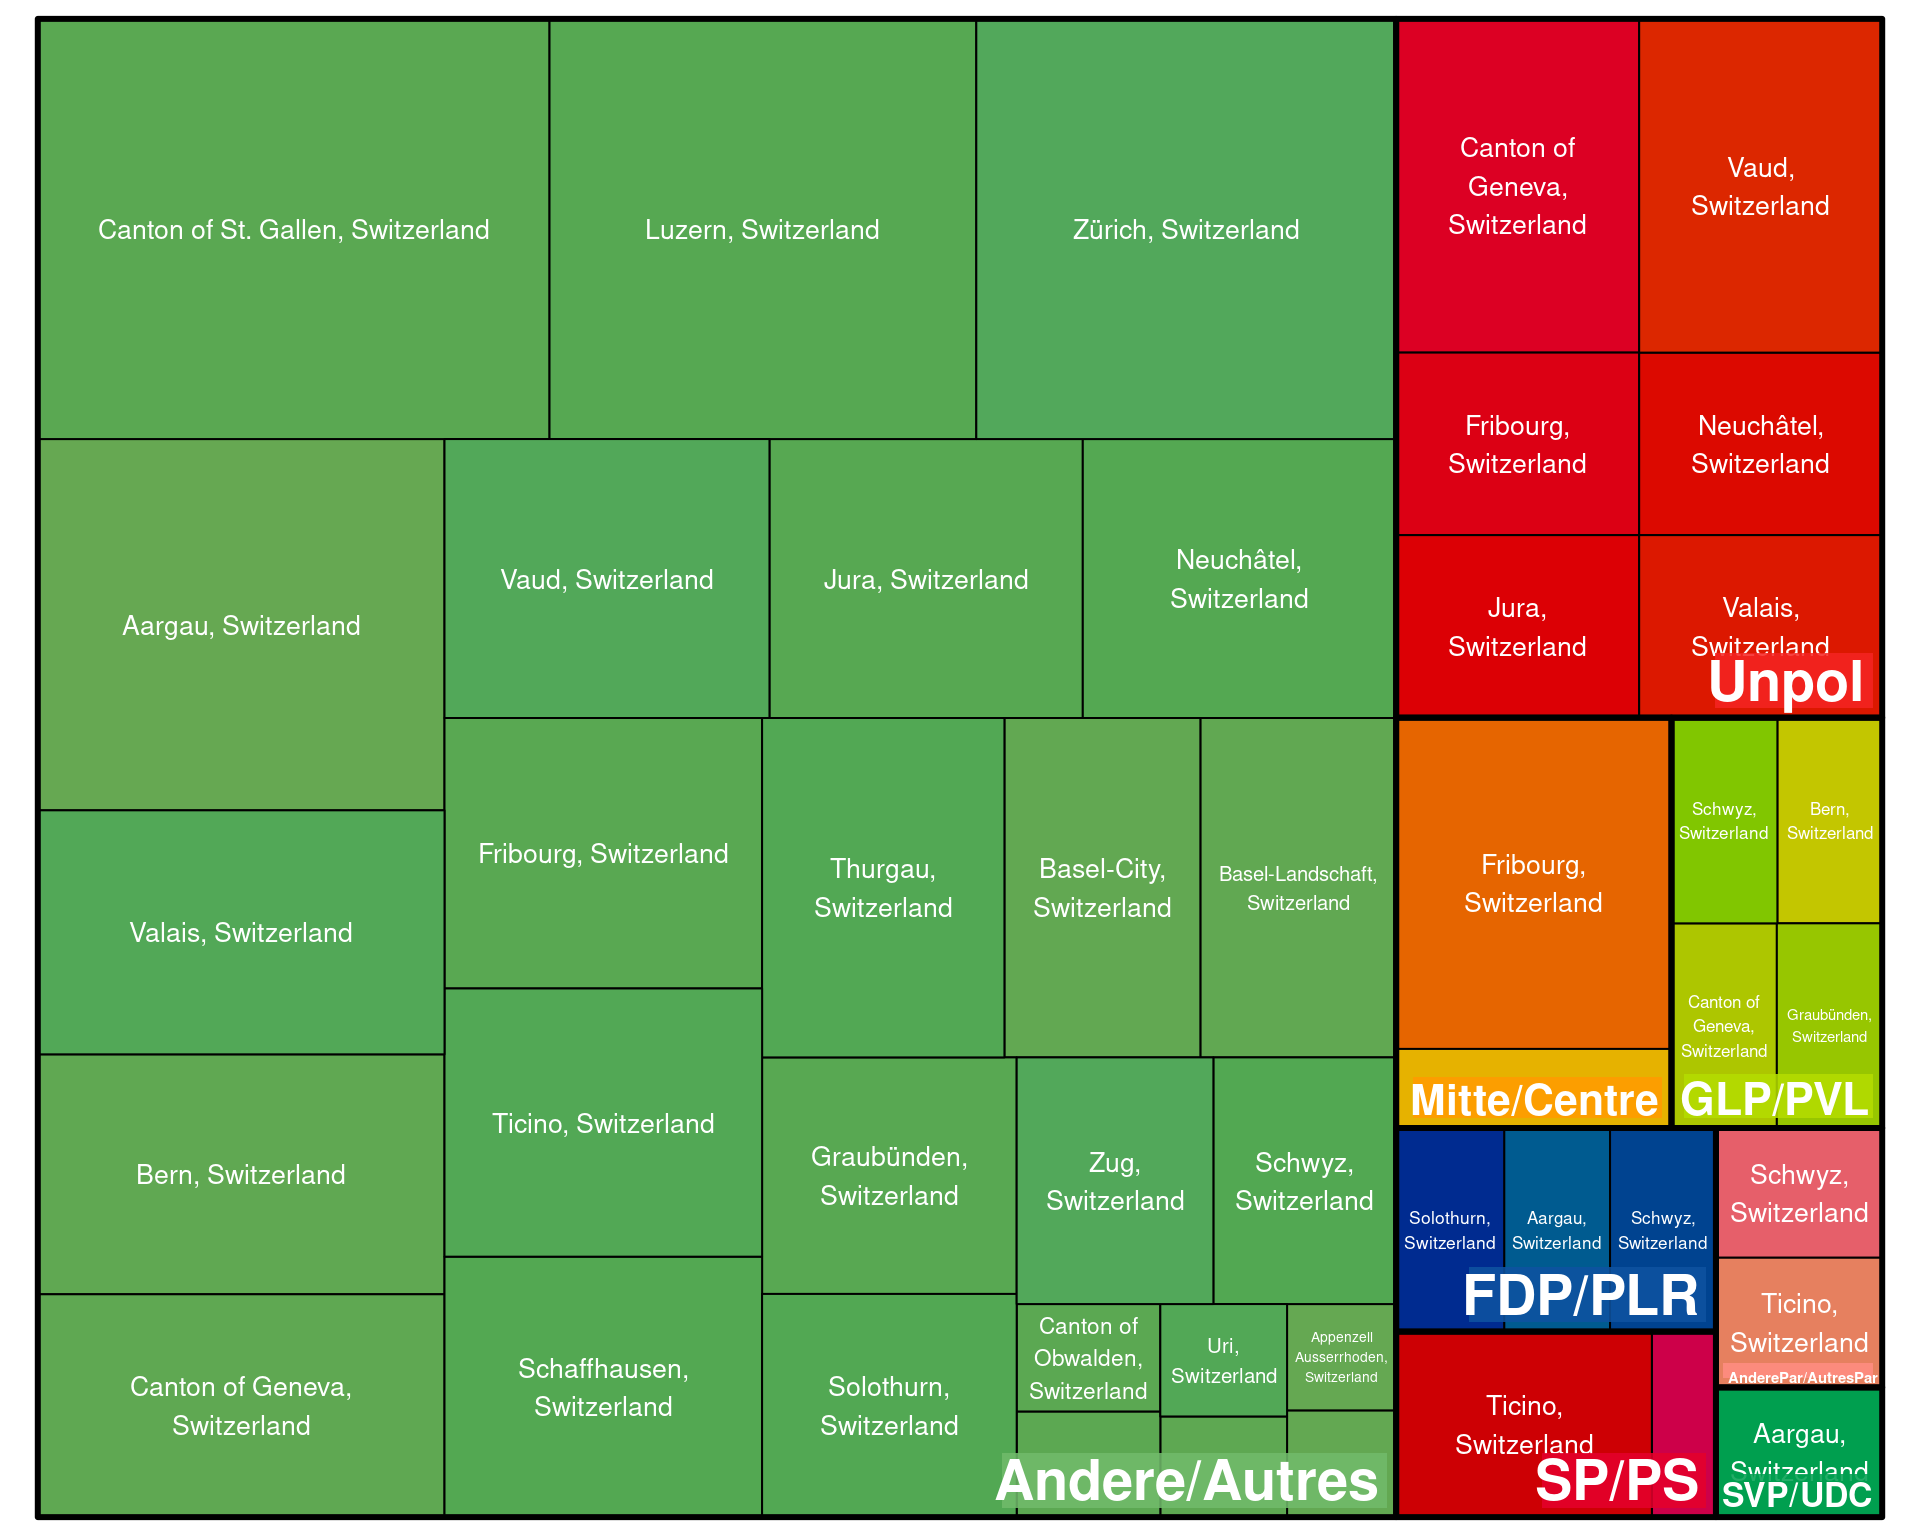 Canton of St. Gallen, Switzerland
Luzern, Switzerland
Zürich, Switzerland
Aargau, Switzerland
Vaud, Switzerland
Jura, Switzerland
Neuchâtel,
Switzerland
Valais, Switzerland
Fribourg, Switzerland
Thurgau,
Switzerland
Basel-City,
Switzerland
Basel-Landschaft,
Switzerland
Bern, Switzerland
Ticino, Switzerland
Graubünden,
Switzerland
Zug,
Switzerland
Schwyz,
Switzerland
Canton of Geneva,
Switzerland
Schaffhausen,
Switzerland
Solothurn,
Switzerland
Canton of
Obwalden,
Switzerland
Uri,
Switzerland
Appenzell
Ausserrhoden,
Switzerland
Andere/Autres
Canton of
Geneva,
Switzerland
Vaud,
Switzerland
Fribourg,
Switzerland
Neuchâtel,
Switzerland
Jura,
Switzerland
Valais,
Switzerland
Unpol
Fribourg,
Switzerland
Mitte/Centre
Schwyz,
Switzerland
Bern,
Switzerland
Canton of
Geneva,
Switzerland
Graubünden,
Switzerland
GLP/PVL
Solothurn,
Switzerland
Aargau,
Switzerland
Schwyz,
Switzerland
FDP/PLR
Schwyz,
Switzerland
Ticino,
Switzerland
AnderePar/AutresPar
Ticino,
Switzerland
SP/PS
Aargau,
Switzerland
SVP/UDC